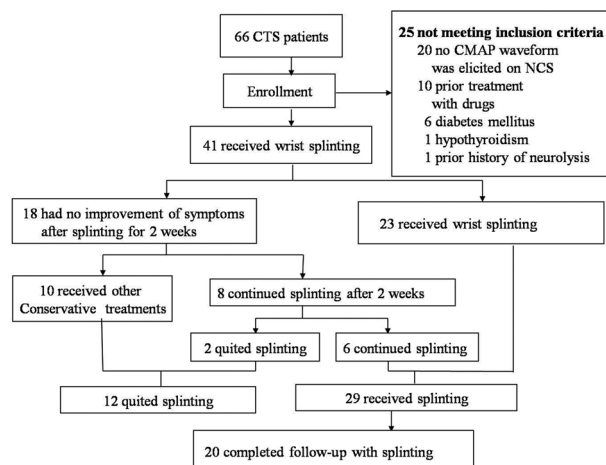 66 CTS patients
25 not meeting inclusion criteria
20 no CMAP waveform
was elicited on NCS
10 prior treatment
with drugs
6 diabetes mellitus
1 hypothyroidism
1 prior history of neurolysis
Enrollment
41 received wrist splinting
18 had no improvement of symptoms
after splinting for 2 weeks
23 received wrist splinting
10 received other
Conservative treatments
8 continued splinting after 2 weeks
2 quited splinting
6 continued splinting
12 quited splinting
29 received splinting
20 completed follow-up with splinting